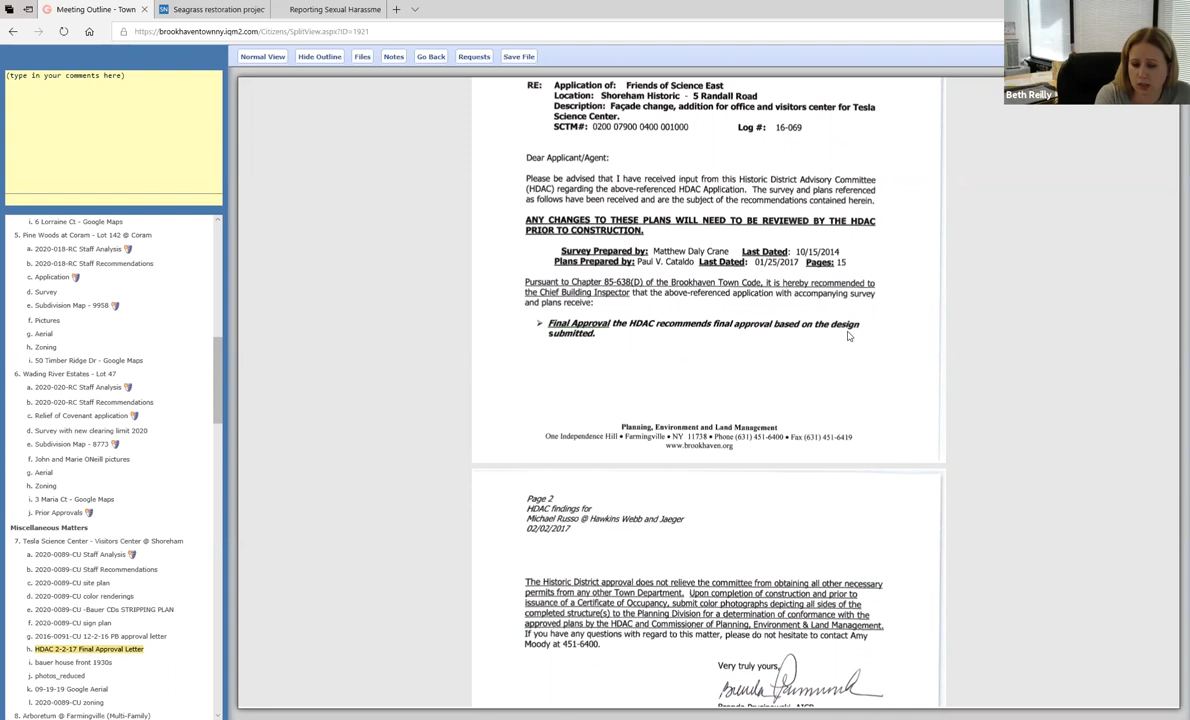 Meeting Outline - Town
Seagrass restoration projec
Reporting Sexual Harassme
https://brookhaventownny.iqm2.com/Citizens/SplitView.aspx?ID=1921
(type in your comments here)
Normal View
Hide Outline
Files
Notes
Go Back
Requests
Save File
Beth Reilly
i. 6 Lorraine Ct - Google Maps
5. Pine Woods at Coram - Lot 142 @ Coram
a. 2020-018-RC Staff Analysis
b. 2020-018-RC Staff Recommendations
c. Application
d. Survey
e. Subdivision Map - 9958
f. Pictures
g. Aerial
h. Zoning
i. 50 Timber Ridge Dr - Google Maps
6. Wading River Estates - Lot 47
a. 2020-020-RC Staff Analysis
b. 2020-020-RC Staff Recommendations
c. Relief of Covenant application
d. Survey with new clearing limit 2020
e. Subdivision Map - 8773
f. John and Marie ONeill pictures
g. Aerial
h. Zoning
i. 3 Maria Ct - Google Maps
j. Prior Approvals
Miscellaneous Matters
7. Tesla Science Center - Visitors Center @ Shoreham
a. 2020-0089-CU Staff Analysis
b. 2020-0089-CU Staff Recommendations
c. 2020-0089-CU site plan
d. 2020-0089-CU color renderings
e. 2020-0089-CU -Bauer CDs STRIPPING PLAN
f. 2020-0089-CU sign plan
g. 2016-0091-CU 12-2-16 PB approval letter
h. HDAC 2-2-17 Final Approval Letter
i. bauer house front 1930s
j. photos_reduced
k. 09-19-19 Google Aerial
l. 2020-0089-CU zoning
8. Arboretum @ Farmingville (Multi-Family)
RE: Application of: Friends of Science East
Location: Shoreham Historic - 5 Randall Road
Description: Façade change, addition for office and visitors center for Tesla
Science Center.
SCTM#: 0200 07900 0400 001000 Log #: 16-069
Dear Applicant/Agent:
Please be advised that I have received input from this Historic District Advisory Committee
(HDAC) regarding the above-referenced HDAC Application. The survey and plans referenced
as follows have been received and are the subject of the recommendations contained herein.
ANY CHANGES TO THESE PLANS WILL NEED TO BE REVIEWED BY THE HDAC
PRIOR TO CONSTRUCTION.
Survey Prepared by: Matthew Daly Crane Last Dated: 10/15/2014
Plans Prepared by: Paul V. Cataldo Last Dated: 01/25/2017 Pages: 15
Pursuant to Chapter 85-638(D) of the Brookhaven Town Code, it is hereby recommended to
the Chief Building Inspector that the above-referenced application with accompanying survey
and plans receive:
➢ Final Approval the HDAC recommends final approval based on the design
submitted.
Planning, Environment and Land Management
One Independence Hill • Farmingville • NY 11738 • Phone (631) 451-6400 • Fax (631) 451-6419
www.brookhaven.org
Page 2
HDAC findings for
Michael Russo @ Hawkins Webb and Jaeger
02/02/2017
The Historic District approval does not relieve the committee from obtaining all other necessary
permits from any other Town Department. Upon completion of construction and prior to
issuance of a Certificate of Occupancy, submit color photographs depicting all sides of the
completed structure(s) to the Planning Division for a determination of conformance with the
approved plans by the HDAC and Commissioner of Planning, Environment & Land Management.
If you have any questions with regard to this matter, please do not hesitate to contact Amy
Moody at 451-6400.
Very truly yours,
Brenda